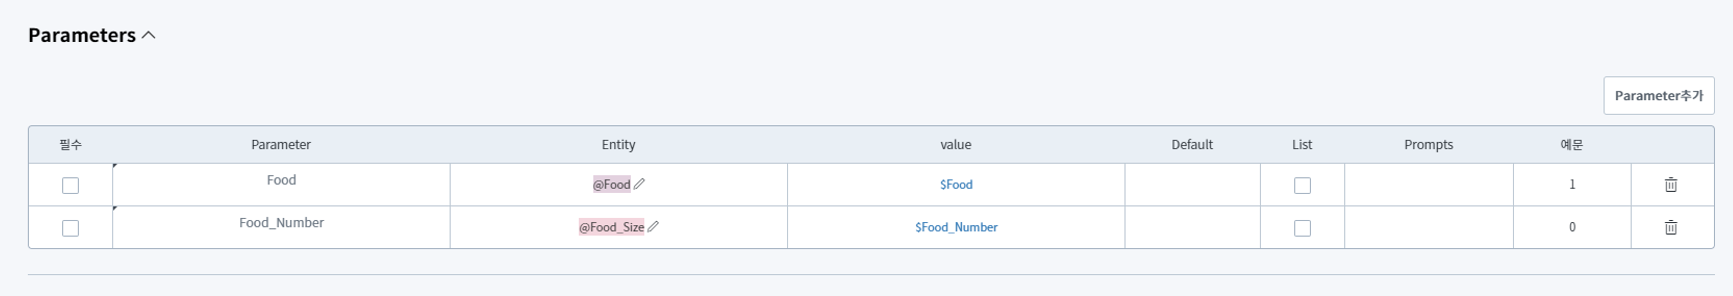 Parameters
Parameter추가
필수 Parameter Entity value Default List Prompts 예문
Food @Food $Food 1
Food_Number @Food_Size $Food_Number 0